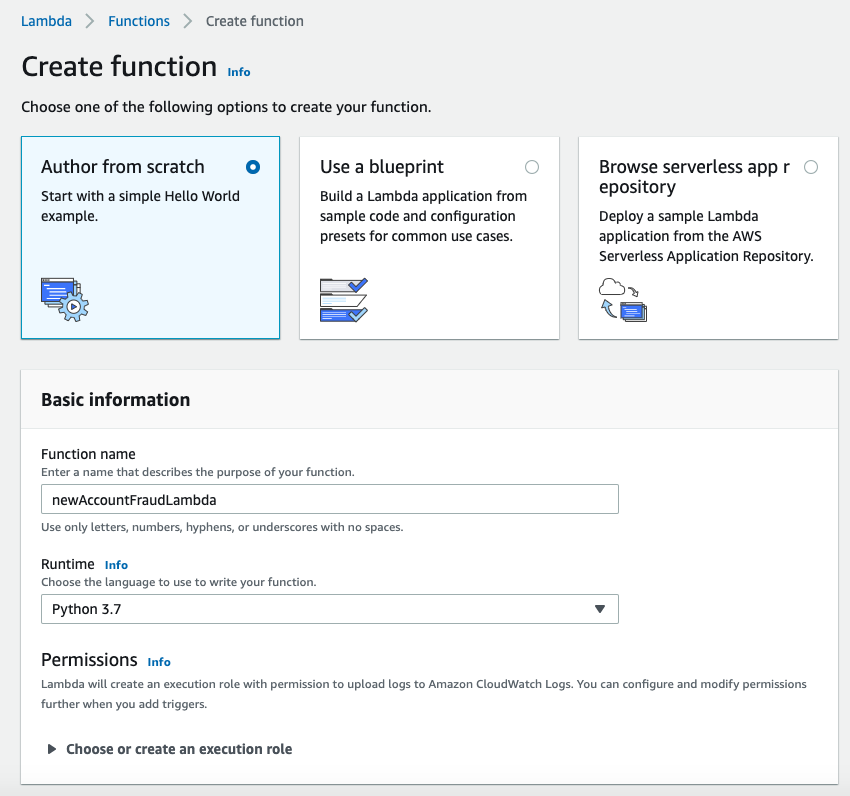 Lambda > Functions > Create function
Create function Info
Choose one of the following options to create your function.
Author from scratch
Start with a simple Hello World
example.
Use a blueprint
Build a Lambda application from
sample code and configuration
presets for common use cases.
Browse serverless app r
epository
Deploy a sample Lambda
application from the AWS
Serverless Application Repository.
Basic information
Function name
Enter a name that describes the purpose of your function.
newAccountFraudLambda
Use only letters, numbers, hyphens, or underscores with no spaces.
Runtime Info
Choose the language to use to write your function.
Python 3.7
Permissions Info
Lambda will create an execution role with permission to upload logs to Amazon CloudWatch Logs. You can configure and modify permissions
further when you add triggers.
Choose or create an execution role